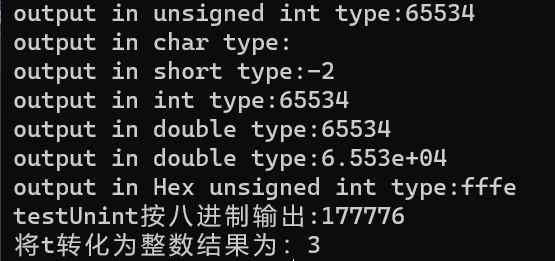 output in unsigned int type:65534
output in char type:
output in short type:-2
output in int type:65534
output in double type:65534
output in double type:6.553e+04
output in Hex unsigned int type:fffe
testUnint按八进制输出:177776
将t转化为整数结果为：3